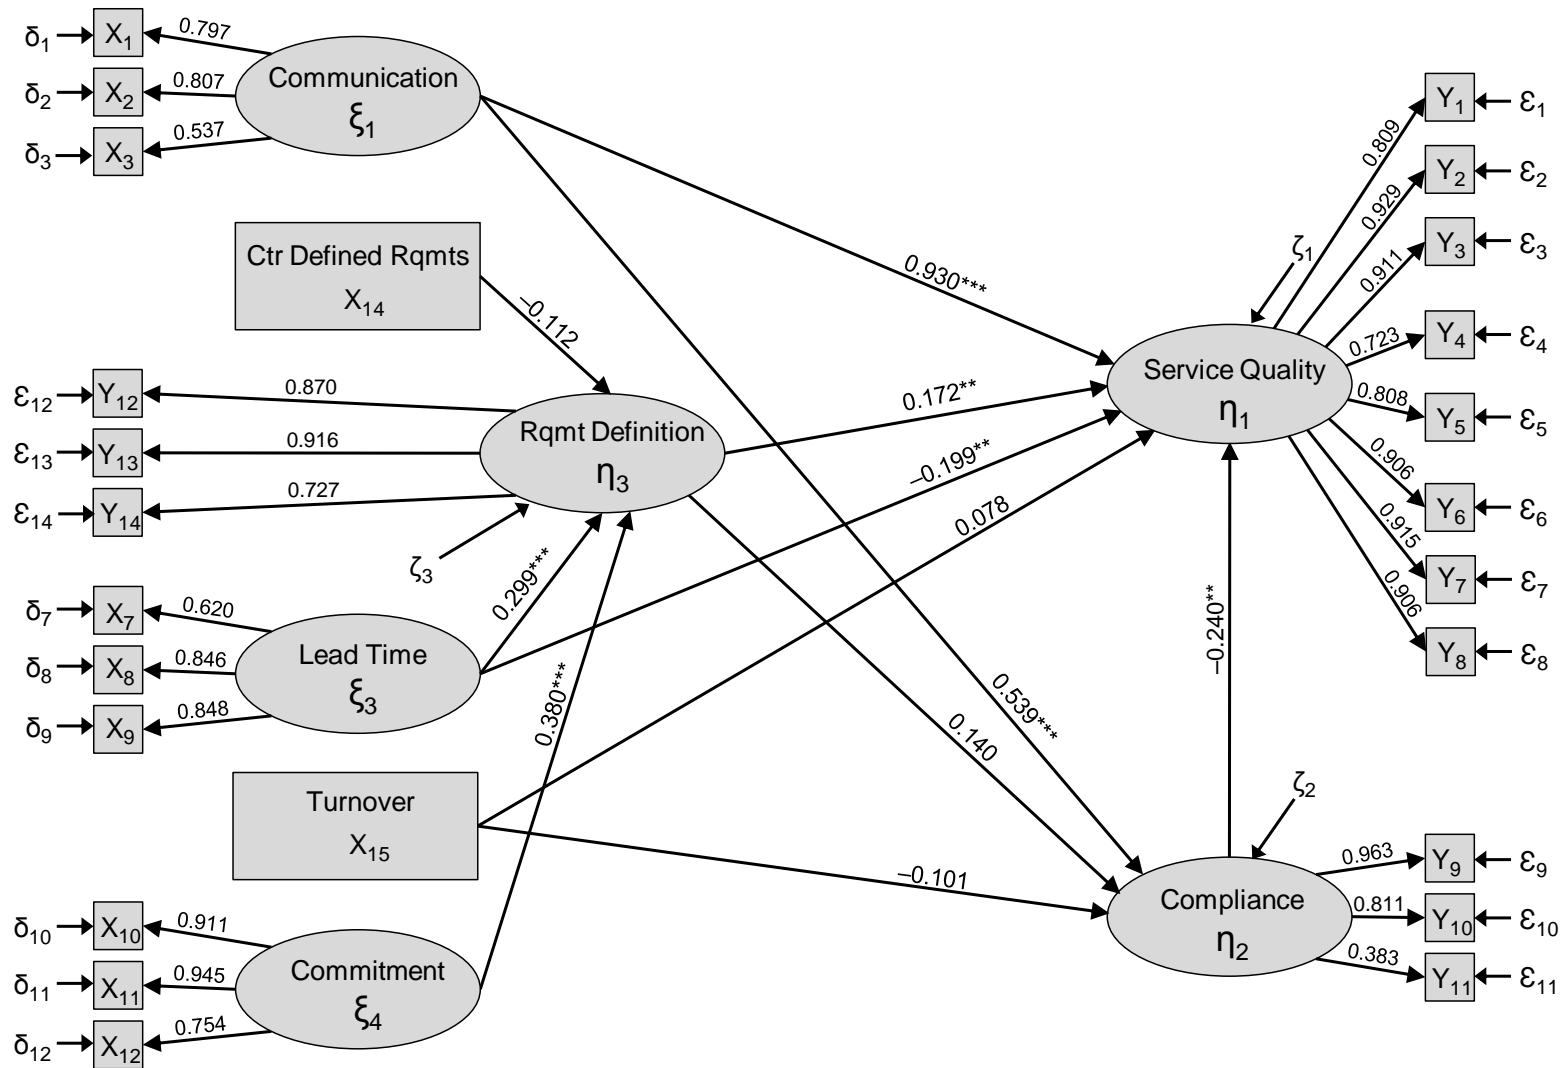 δ1 X1 0.797
δ2 X2 0.807
δ3 X3 0.537
Communication
ξ1
Ctr Defined Rqmts
X14
–0.112
ε12 Y12 0.870
ε13 Y13 0.916
ε14 Y14 0.727
Rqmt Definition
η3
ζ3
δ7 X7 0.620
δ8 X8 0.846
δ9 X9 0.848
Lead Time
ξ3
0.299***
0.380***
Turnover
X15
δ10 X10 0.911
δ11 X11 0.945
δ12 X12 0.754
Commitment
ξ4
0.930***
0.172**
–0.199**
0.078
0.539***
0.140
–0.101
–0.240**
ζ1
Service Quality
η1
0.809 Y1 ε1
0.929 Y2 ε2
0.911 Y3 ε3
0.723 Y4 ε4
0.808 Y5 ε5
0.906 Y6 ε6
0.915 Y7 ε7
0.906 Y8 ε8
ζ2
Compliance
η2
0.963 Y9 ε9
0.811 Y10 ε10
0.383 Y11 ε11